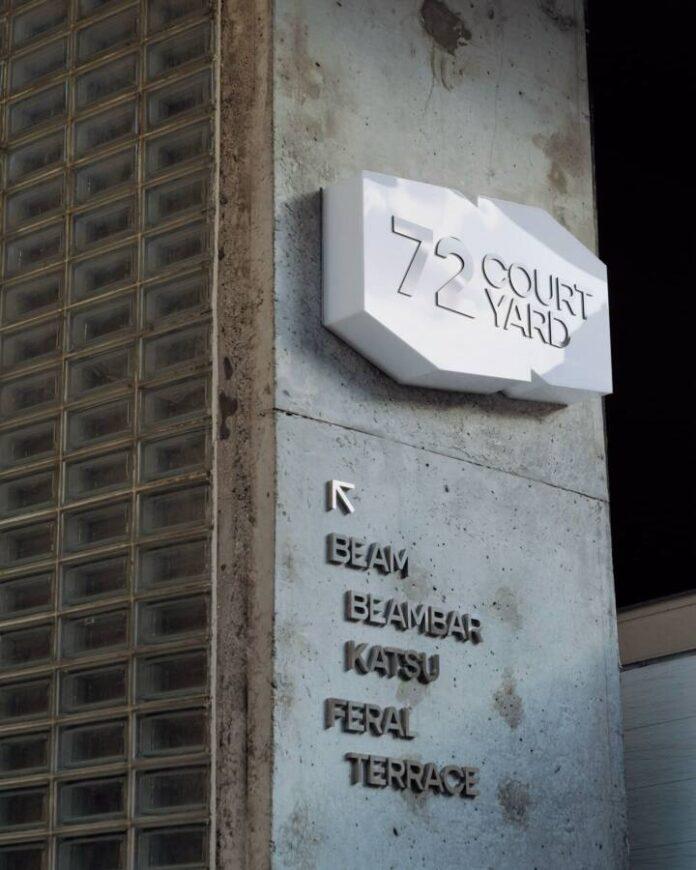 72 COURT
YARD
↖
BEAM
BEAMBAR
KATSU
FERAL
TERRACE